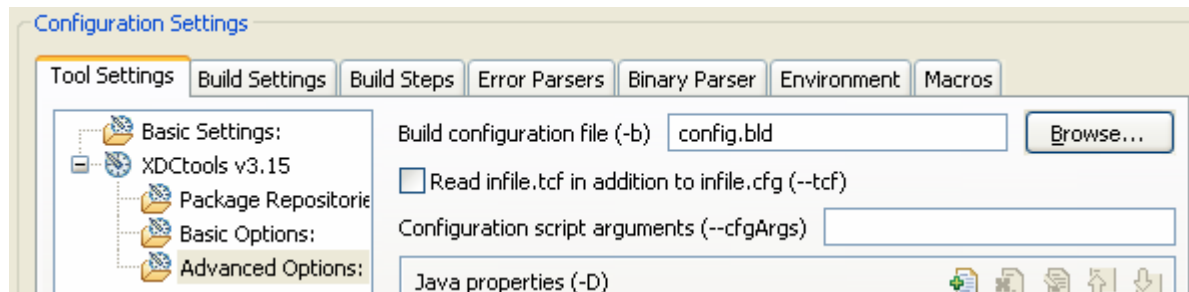 Configuration Settings
Tool Settings Build Settings Build Steps Error Parsers Binary Parser Environment Macros
Basic Settings:
XDCtools v3.15
Package Repositorie
Basic Options:
Advanced Options:
Build configuration file (-b) config.bld Browse...
Read infile.tcf in addition to infile.cfg (--tcf)
Configuration script arguments (--cfgArgs)
Java properties (-D)